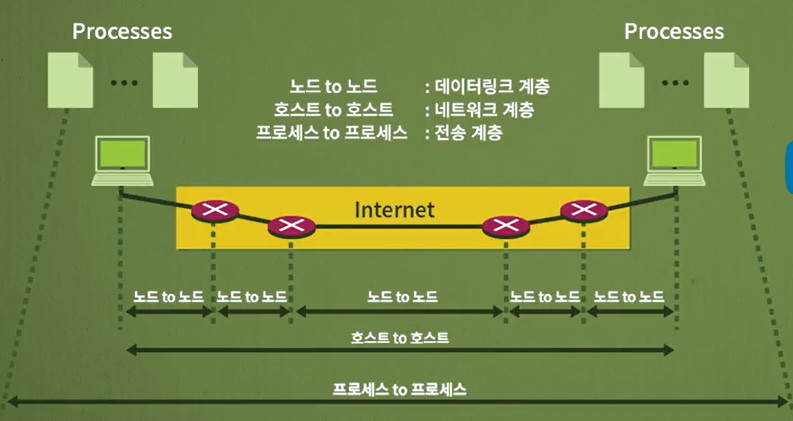 Processes
Processes
노드 to 노드 : 데이터링크 계층
호스트 to 호스트 : 네트워크 계층
프로세스 to 프로세스 : 전송 계층
Internet
노드 to 노드 노드 to 노드 노드 to 노드 노드 to 노드 노드 to 노드
호스트 to 호스트
프로세스 to 프로세스